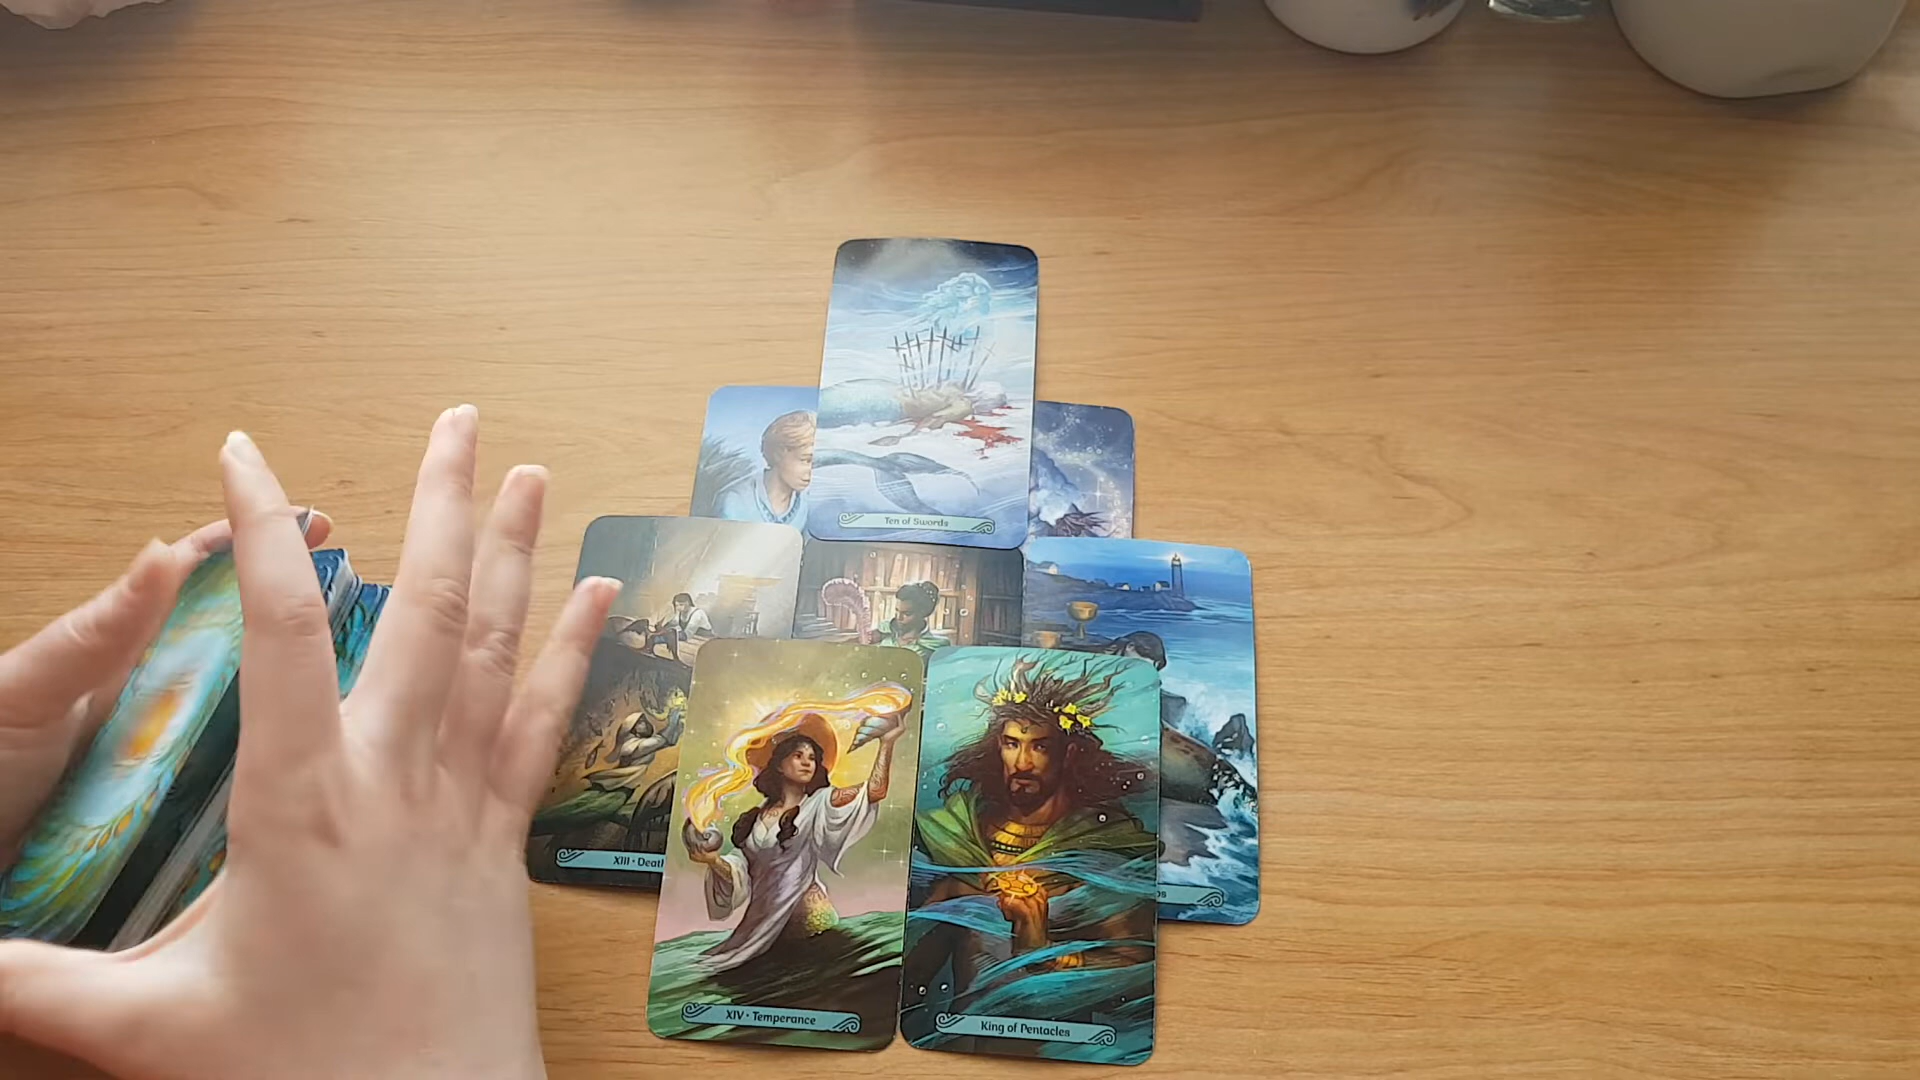 Ten of Swords
XIII • Death
XIV • Temperance
King of Pentacles